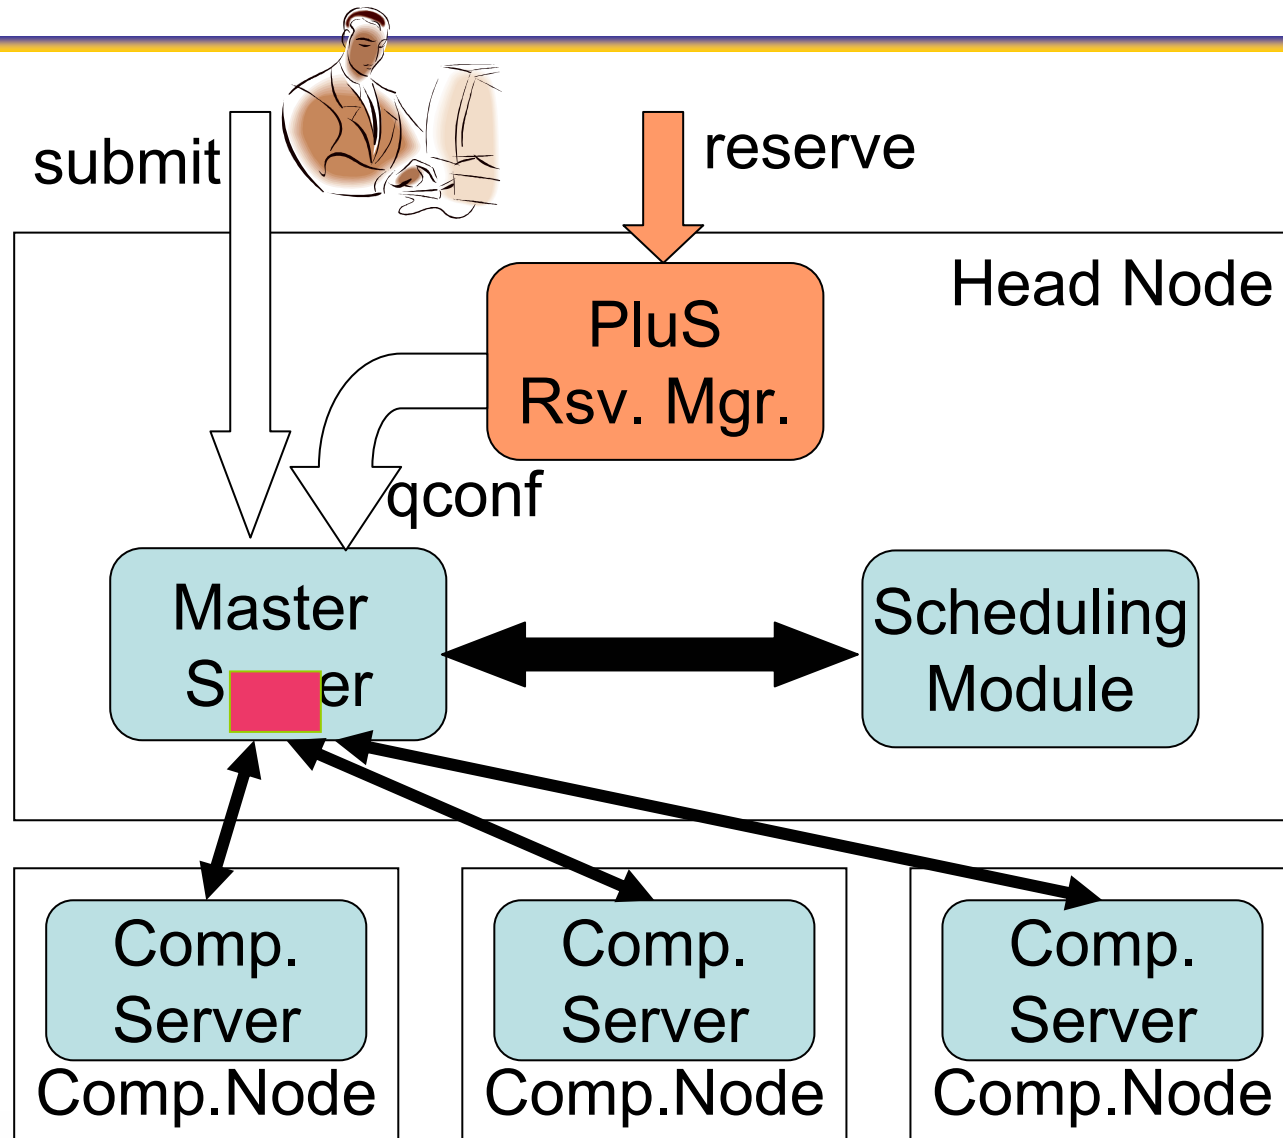 submit
reserve
Head Node
PluS
Rsv. Mgr.
qconf
Master
Scheduling
Module
Comp.
Server
Comp.Node
Comp.
Server
Comp.Node
Comp.
Server
Comp.Node